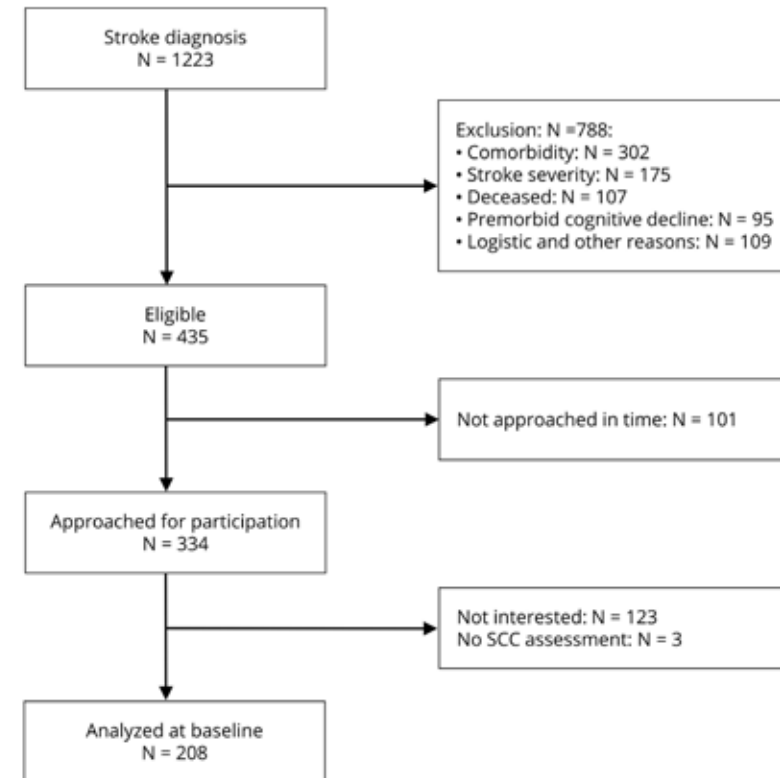 Stroke diagnosis
N = 1223
Exclusion: N =788:
• Comorbidity: N = 302
• Stroke severity: N = 175
• Deceased: N = 107
• Premorbid cognitive decline: N = 95
• Logistic and other reasons: N = 109
Eligible
N = 435
Not approached in time: N = 101
Approached for participation
N = 334
Not interested: N = 123
No SCC assessment: N = 3
Analyzed at baseline
N = 208